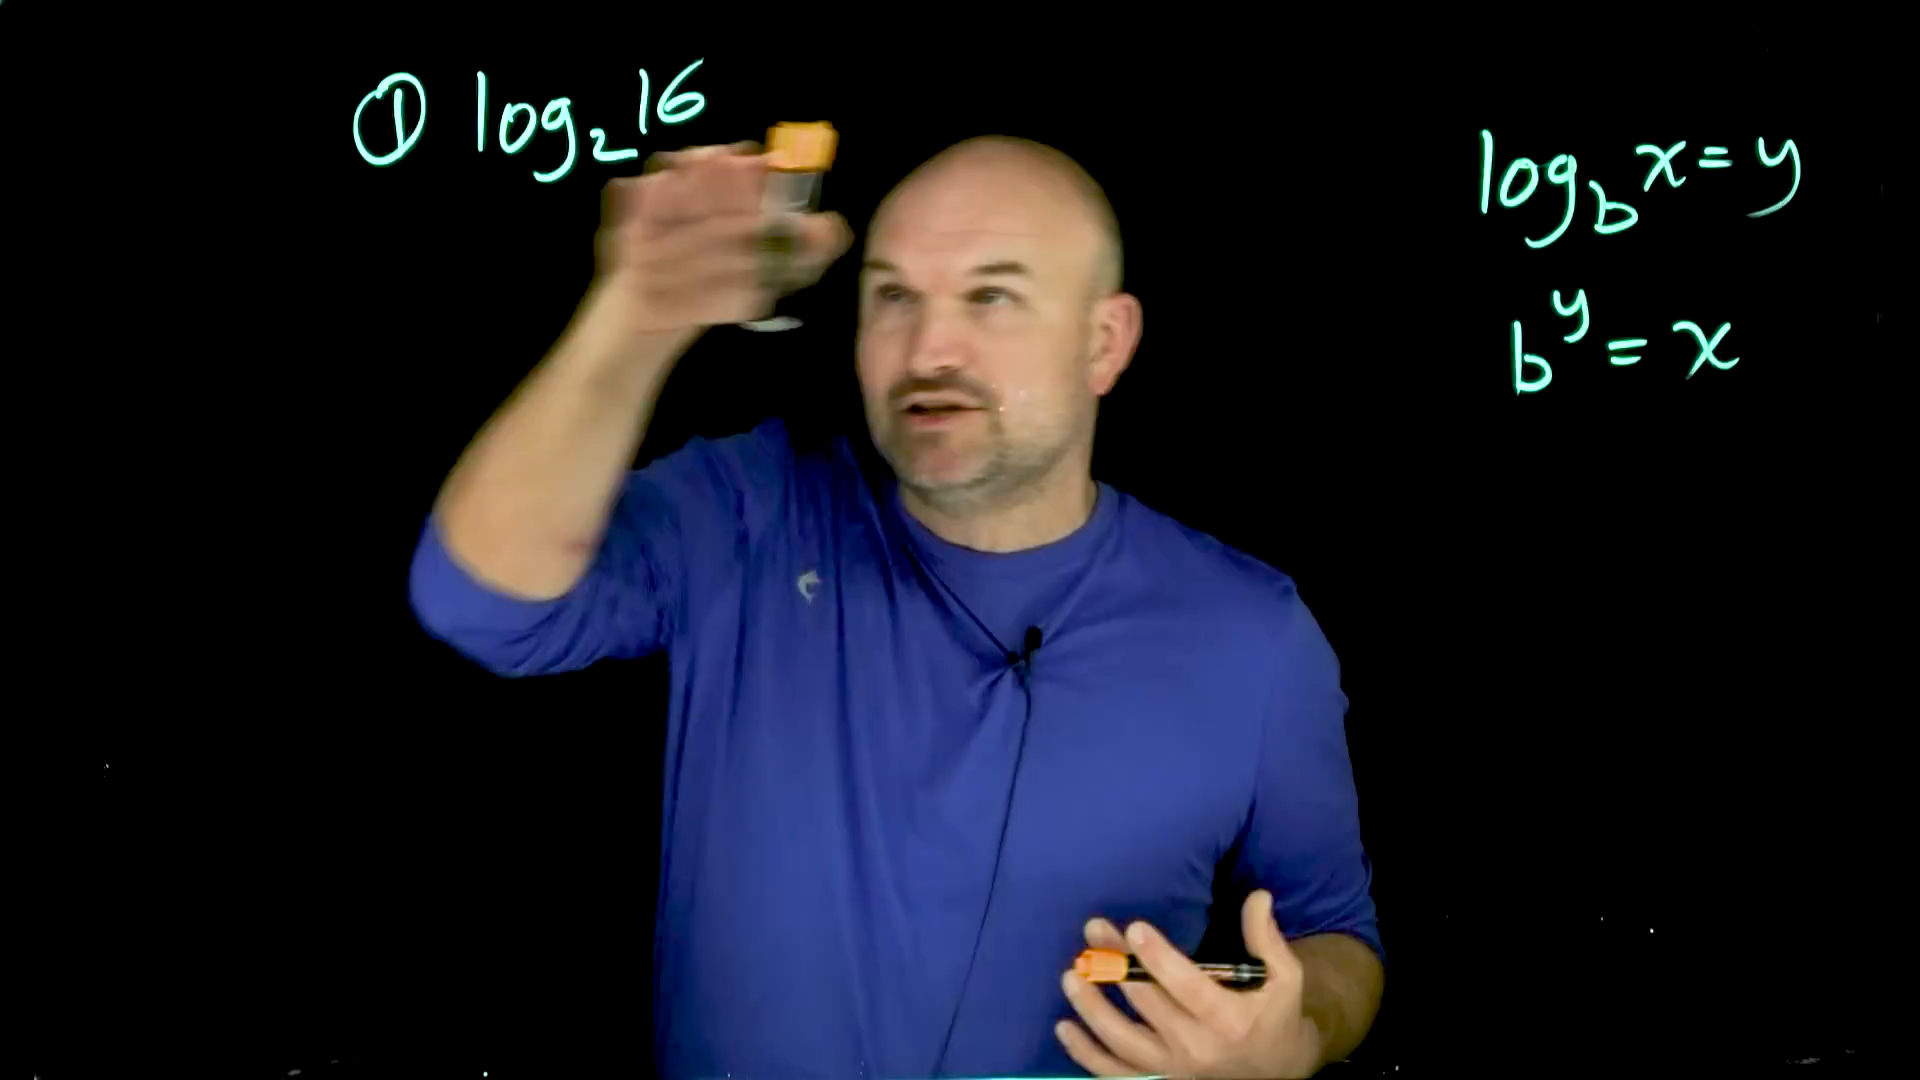 ① log₂16
log_b x = y
b^y = x